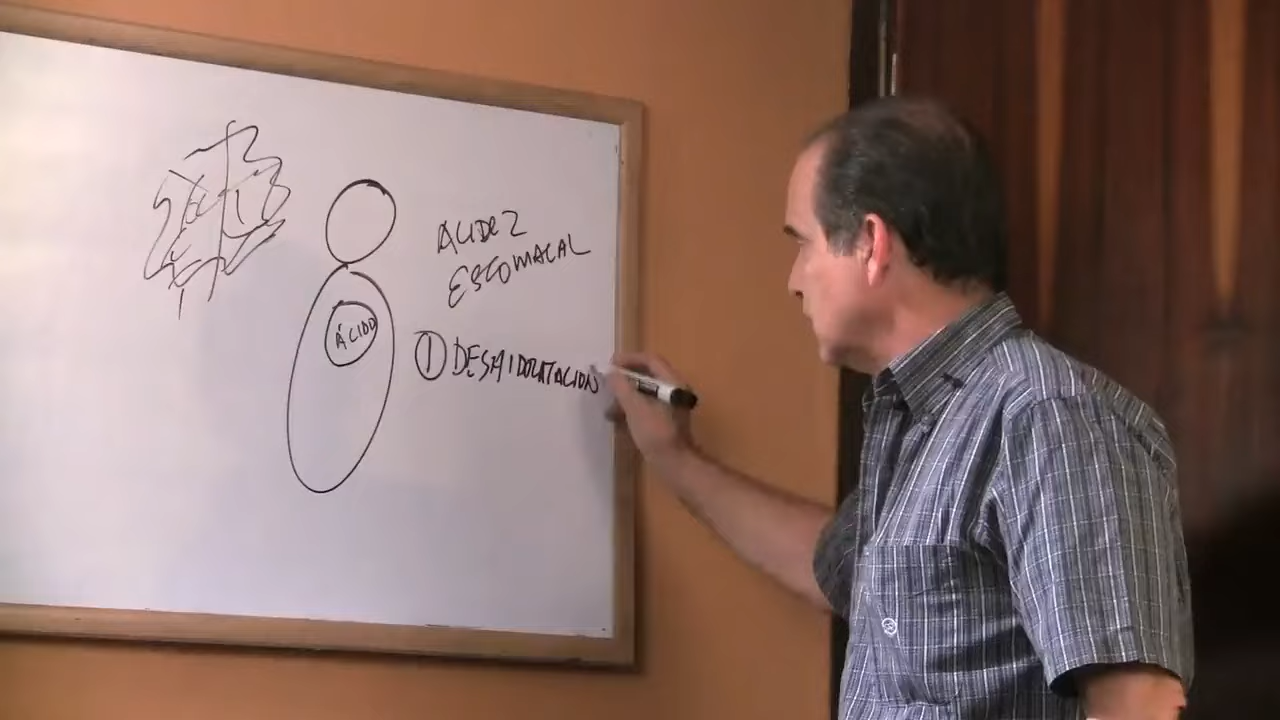 ACIDEZ
ESTOMACAL
ÁCIDO
① DESHIDRATACION